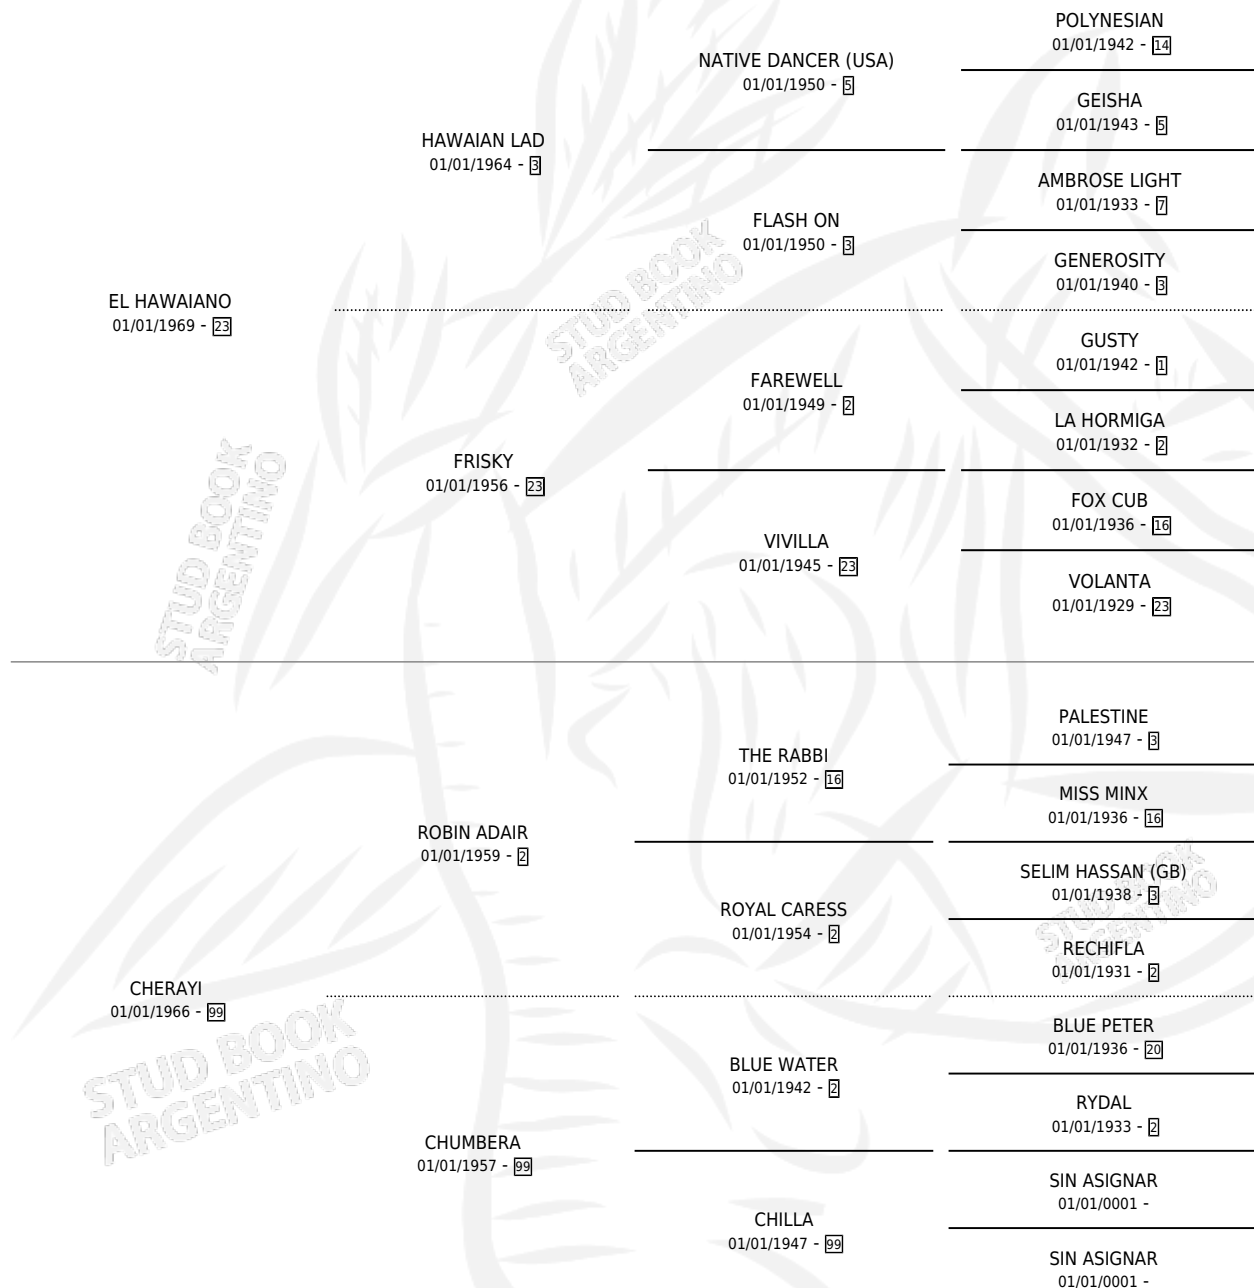 POLYNESIAN
01/01/1942 - 14
NATIVE DANCER (USA)
01/01/1950 - 5
GEISHA
01/01/1943 - 5
HAWAIAN LAD
01/01/1964 - 3
AMBROSE LIGHT
01/01/1933 - 7
FLASH ON
01/01/1950 - 3
GENEROSITY
01/01/1940 - 3
EL HAWAIANO
01/01/1969 - 23
GUSTY
01/01/1942 - 1
FAREWELL
01/01/1949 - 2
LA HORMIGA
01/01/1932 - 2
FRISKY
01/01/1956 - 23
FOX CUB
01/01/1936 - 16
VIVILLA
01/01/1945 - 23
VOLANTA
01/01/1929 - 23
STUD BOOK
ARGENTINO
STUD BOOK
ARGENTINO
PALESTINE
01/01/1947 - 3
THE RABBI
01/01/1952 - 16
MISS MINX
01/01/1936 - 16
ROBIN ADAIR
01/01/1959 - 2
SELIM HASSAN (GB)
01/01/1938 - 3
ROYAL CARESS
01/01/1954 - 2
RECHIFLA
01/01/1931 - 2
CHERAYI
01/01/1966 - 99
BLUE PETER
01/01/1936 - 20
BLUE WATER
01/01/1942 - 2
RYDAL
01/01/1933 - 2
CHUMBERA
01/01/1957 - 99
SIN ASIGNAR
01/01/0001 -
CHILLA
01/01/1947 - 99
SIN ASIGNAR
01/01/0001 -
STUD BOOK
ARGENTINO
STUD BOOK
ARGENTINO